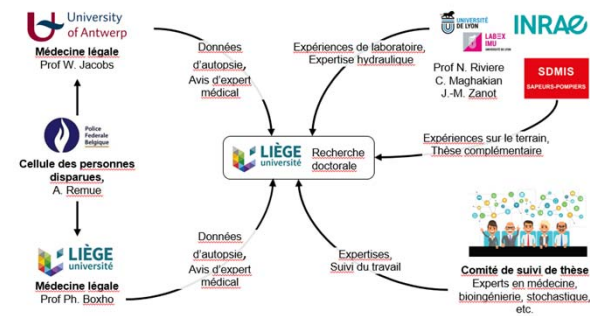 University
of Antwerp
Médecine légale
Prof W. Jacobs
Données
d'autopsie,
Avis d'expert
médical
Expériences de laboratoire,
Expertise hydraulique
UNIVERSITÉ
DE LYON
LABEX
IMU
INRAE
Prof N. Riviere
C. Maghakian
J.-M. Zanot
SDMIS
SAPEURS-POMPIERS
Police
Federale
Belgique
Cellule des personnes
disparues,
A. Remue
LIÈGE
université
Recherche
doctorale
Expériences sur le terrain,
Thèse complémentaire
LIÈGE
université
Médecine légale
Prof Ph. Boxho
Données
d'autopsie,
Avis d'expert
médical
Expertises,
Suivi du travail
Comité de suivi de thèse
Experts en médecine,
bioingénierie, stochastique,
etc.